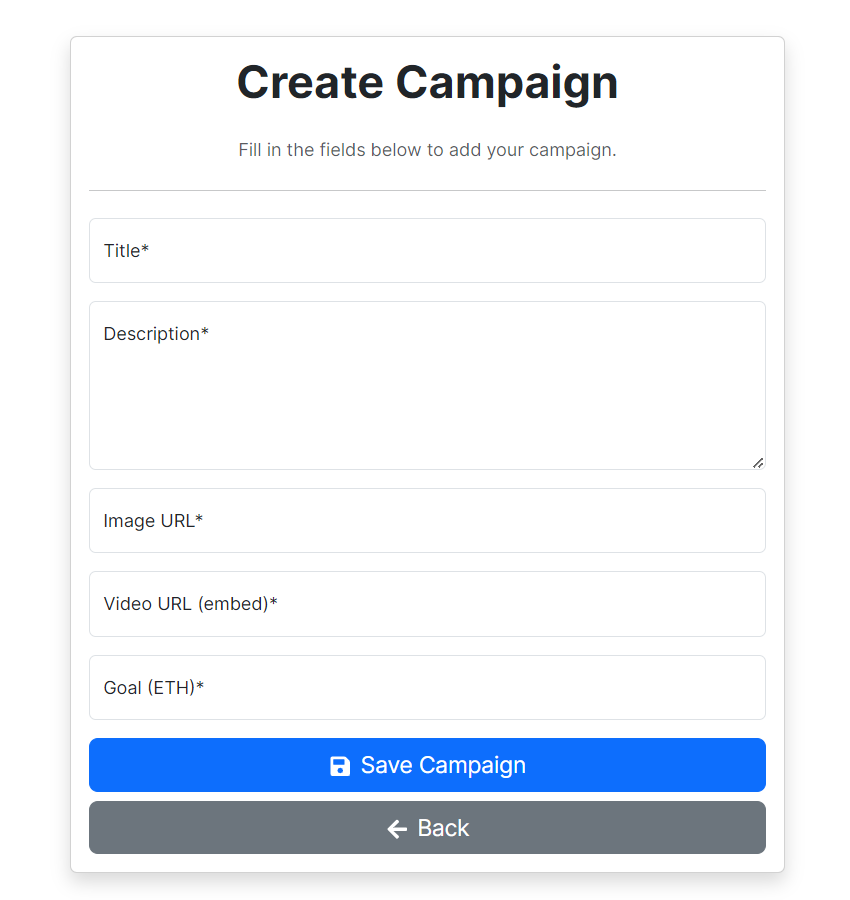 Create Campaign
Fill in the fields below to add your campaign.
Title*
Description*
Image URL*
Video URL (embed)*
Goal (ETH)*
Save Campaign
Back